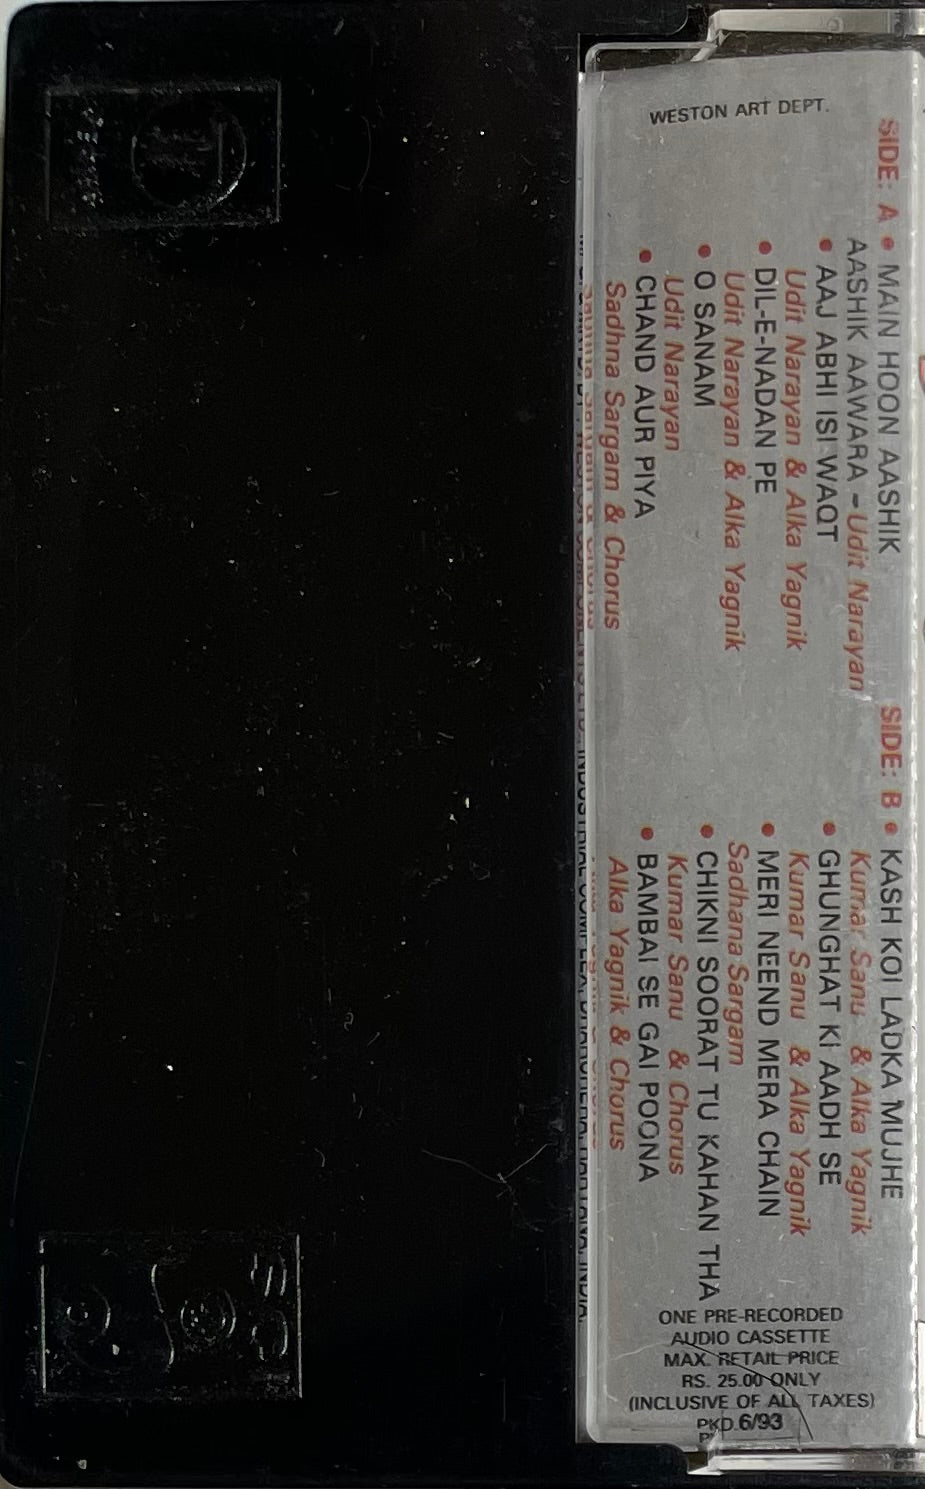 WESTON ART DEPT.
SIDE: A • MAIN HOON AASHIK
AASHIK AAWARA - Udit Narayan
• AAJ ABHI ISI WAQT
Udit Narayan & Alka Yagnik
• DIL-E-NADAN PE
Udit Narayan & Alka Yagnik
• O SANAM
Udit Narayan
• CHAND AUR PIYA
Sadhna Sargam & Chorus
SIDE: B • KASH KOI LADKA MUJHE
Kumar Sanu & Alka Yagnik
• GHUNGHAT KI AADH SE
Kumar Sanu & Alka Yagnik
• MERI NEEND MERA CHAIN
Sadhana Sargam
• CHIKNI SOORAT TU KAHAN THA
Kumar Sanu & Chorus
• BAMBAI SE GAI POONA
Alka Yagnik & Chorus
ONE PRE-RECORDED
AUDIO CASSETTE
MAX. RETAIL PRICE
RS. 25.00 ONLY
(INCLUSIVE OF ALL TAXES)
PKD. 6/93